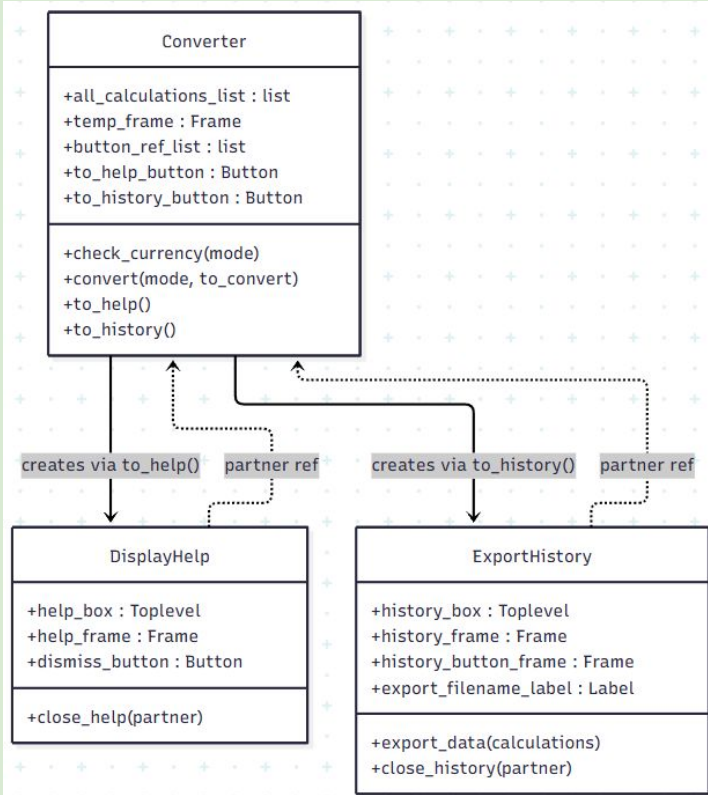 Converter
+all_calculations_list : list
+temp_frame : Frame
+button_ref_list : list
+to_help_button : Button
+to_history_button : Button
+check_currency(mode)
+convert(mode, to_convert)
+to_help()
+to_history()
creates via to_help()
partner ref
creates via to_history()
partner ref
DisplayHelp
+help_box : Toplevel
+help_frame : Frame
+dismiss_button : Button
+close_help(partner)
ExportHistory
+history_box : Toplevel
+history_frame : Frame
+history_button_frame : Frame
+export_filename_label : Label
+export_data(calculations)
+close_history(partner)